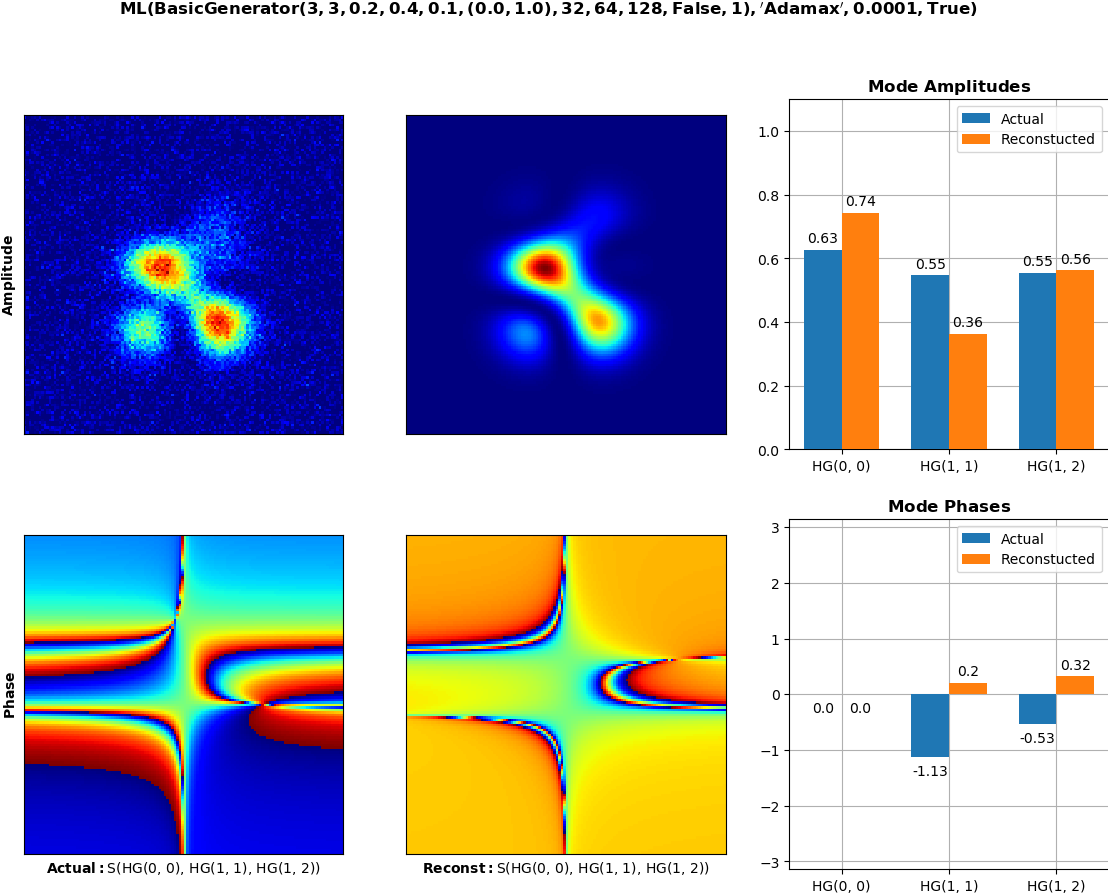 ML(BasicGenerator(3, 3, 0.2, 0.4, 0.1, (0.0, 1.0), 32, 64, 128, False, 1), 'Adamax', 0.0001, True)
Amplitude
Mode Amplitudes
Actual
Reconstucted
1.0
0.8
0.6
0.4
0.2
0.0
0.63
0.74
0.55
0.36
0.55
0.56
HG(0, 0)
HG(1, 1)
HG(1, 2)
Phase
Actual: S(HG(0, 0), HG(1, 1), HG(1, 2))
Reconst: S(HG(0, 0), HG(1, 1), HG(1, 2))
Mode Phases
Actual
Reconstucted
3
2
1
0
−1
−2
−3
0.0
0.0
-1.13
0.2
-0.53
0.32
HG(0, 0)
HG(1, 1)
HG(1, 2)